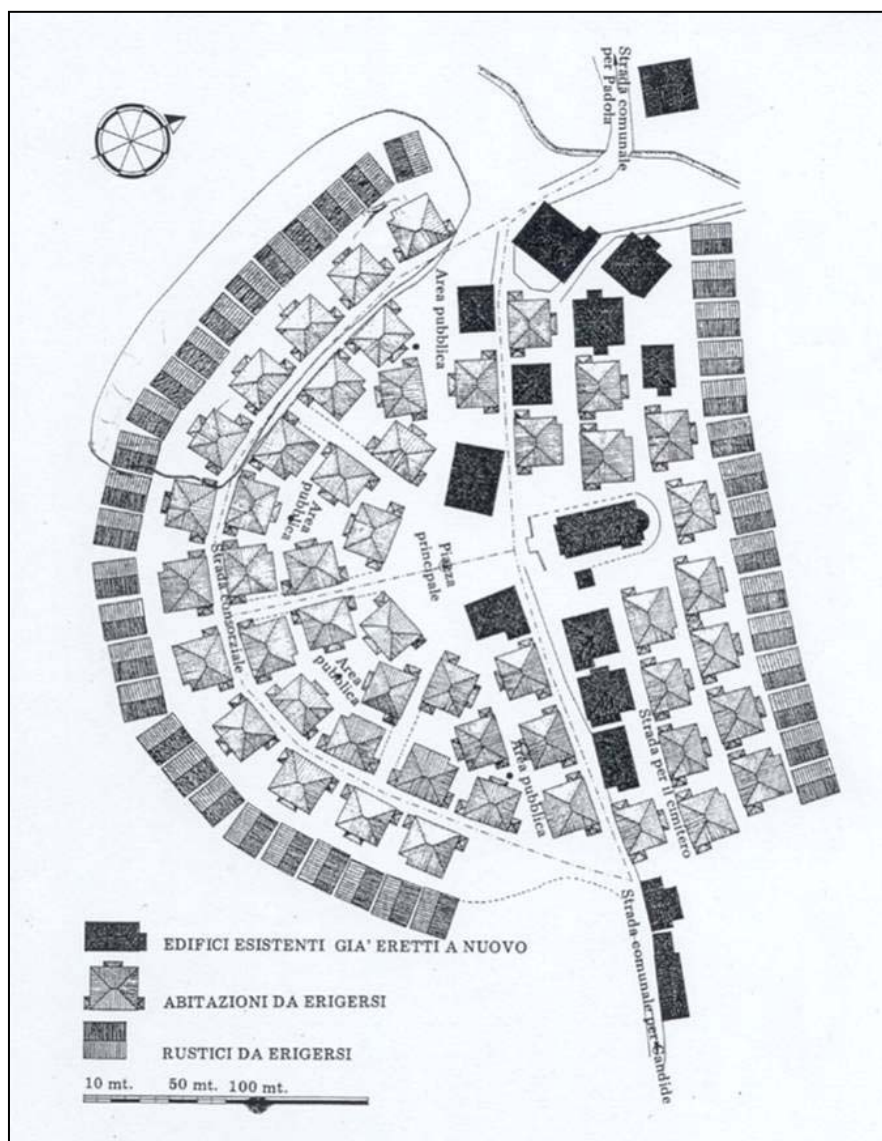 Strada comunale
per Padola
Area pubblica
Area
pubblica
Piazza
principale
Strada consorziale
Area
pubblica
Area pubblica
Strada per il cimitero
Strada comunale per Candide
EDIFICI ESISTENTI GIA' ERETTI A NUOVO
ABITAZIONI DA ERIGERSI
RUSTICI DA ERIGERSI
10 mt. 50 mt. 100 mt.